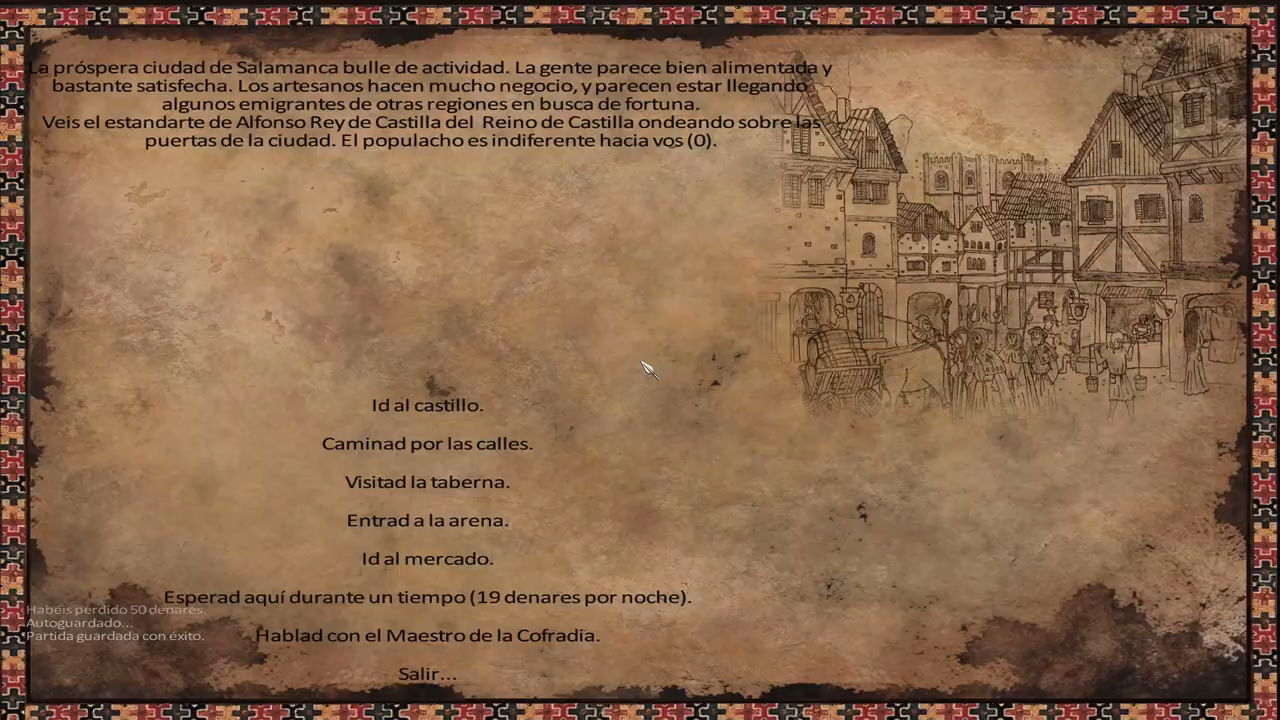 La próspera ciudad de Salamanca bulle de actividad. La gente parece bien alimentada y
bastante satisfecha. Los artesanos hacen mucho negocio, y parecen estar llegando
algunos emigrantes de otras regiones en busca de fortuna.
Veis el estandarte de Alfonso Rey de Castilla del  Reino de Castilla ondeando sobre las
puertas de la ciudad. El populacho es indiferente hacia vos (0).
Id al castillo.
Caminad por las calles.
Visitad la taberna.
Entrad a la arena.
Id al mercado.
Esperad aquí durante un tiempo (19 denares por noche).
Habéis perdido 50 denares.
Autoguardado...
Partida guardada con éxito.
Hablad con el Maestro de la Cofradia.
Salir...